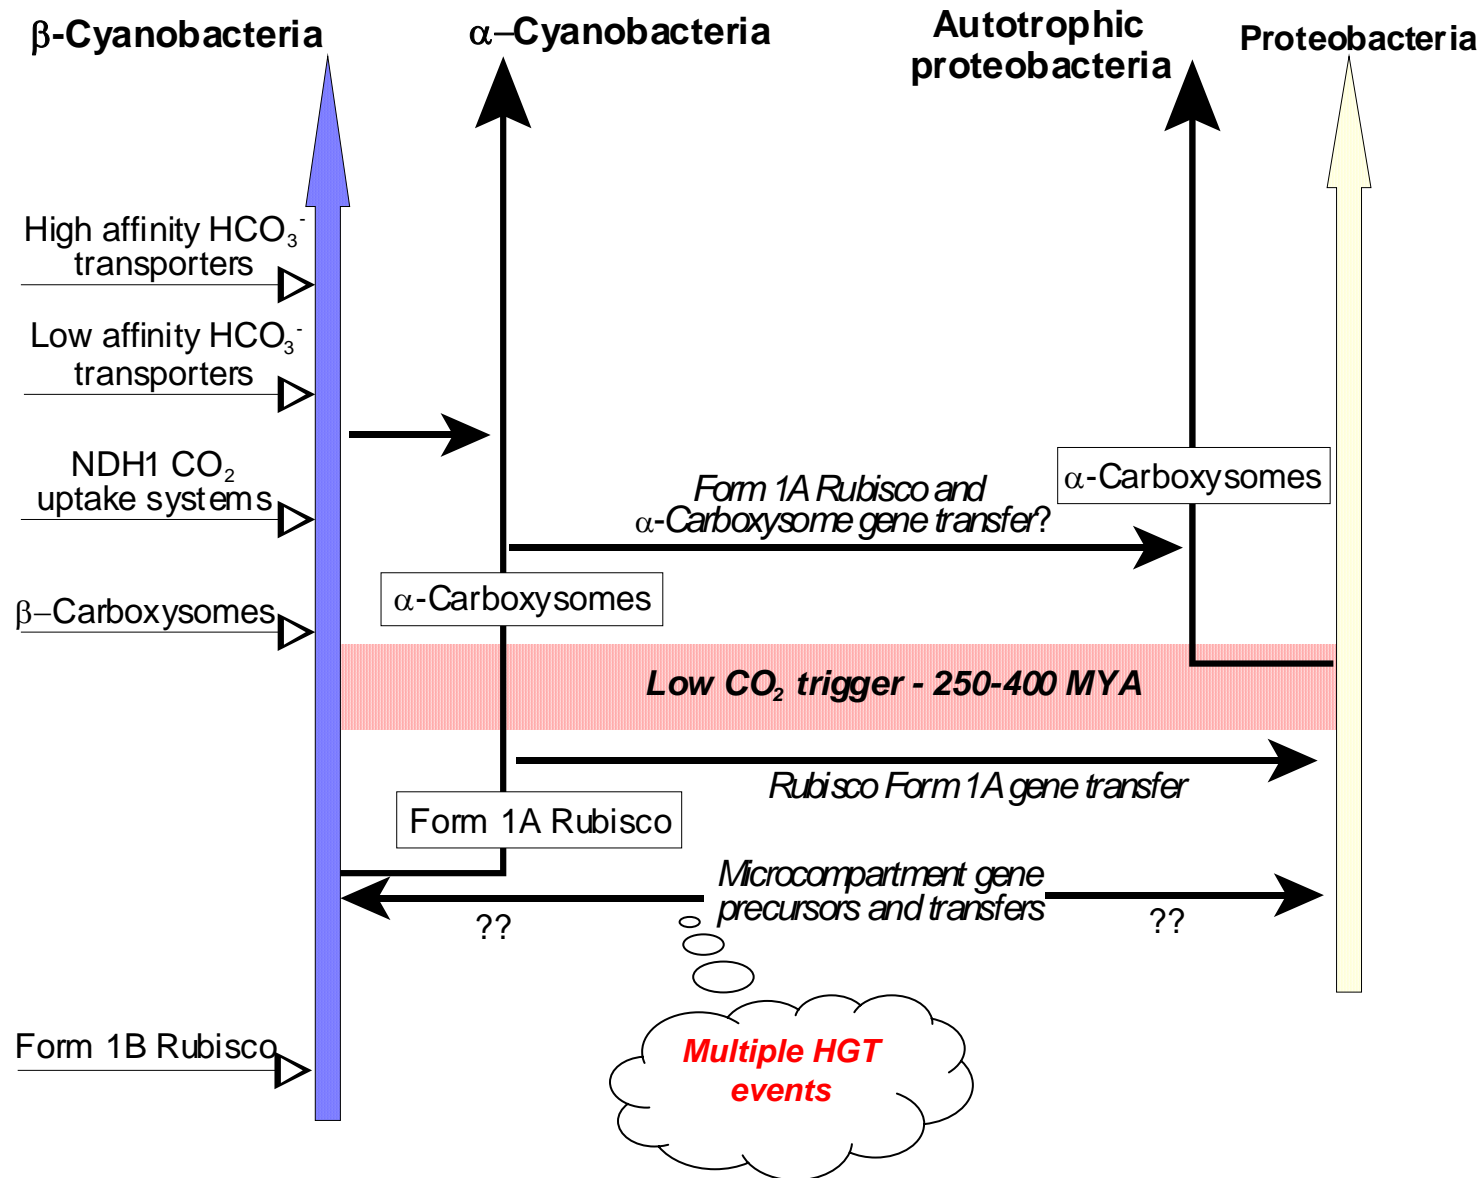 β-Cyanobacteria
α–Cyanobacteria
Autotrophic
proteobacteria
Proteobacteria
High affinity HCO₃⁻
transporters
Low affinity HCO₃⁻
transporters
NDH1 CO₂
uptake systems
β–Carboxysomes
Form 1B Rubisco
Form 1A Rubisco and
α-Carboxysome gene transfer?
α-Carboxysomes
α-Carboxysomes
Low CO₂ trigger - 250-400 MYA
Rubisco Form 1A gene transfer
Form 1A Rubisco
Microcompartment gene
precursors and transfers
??
??
Multiple HGT
events